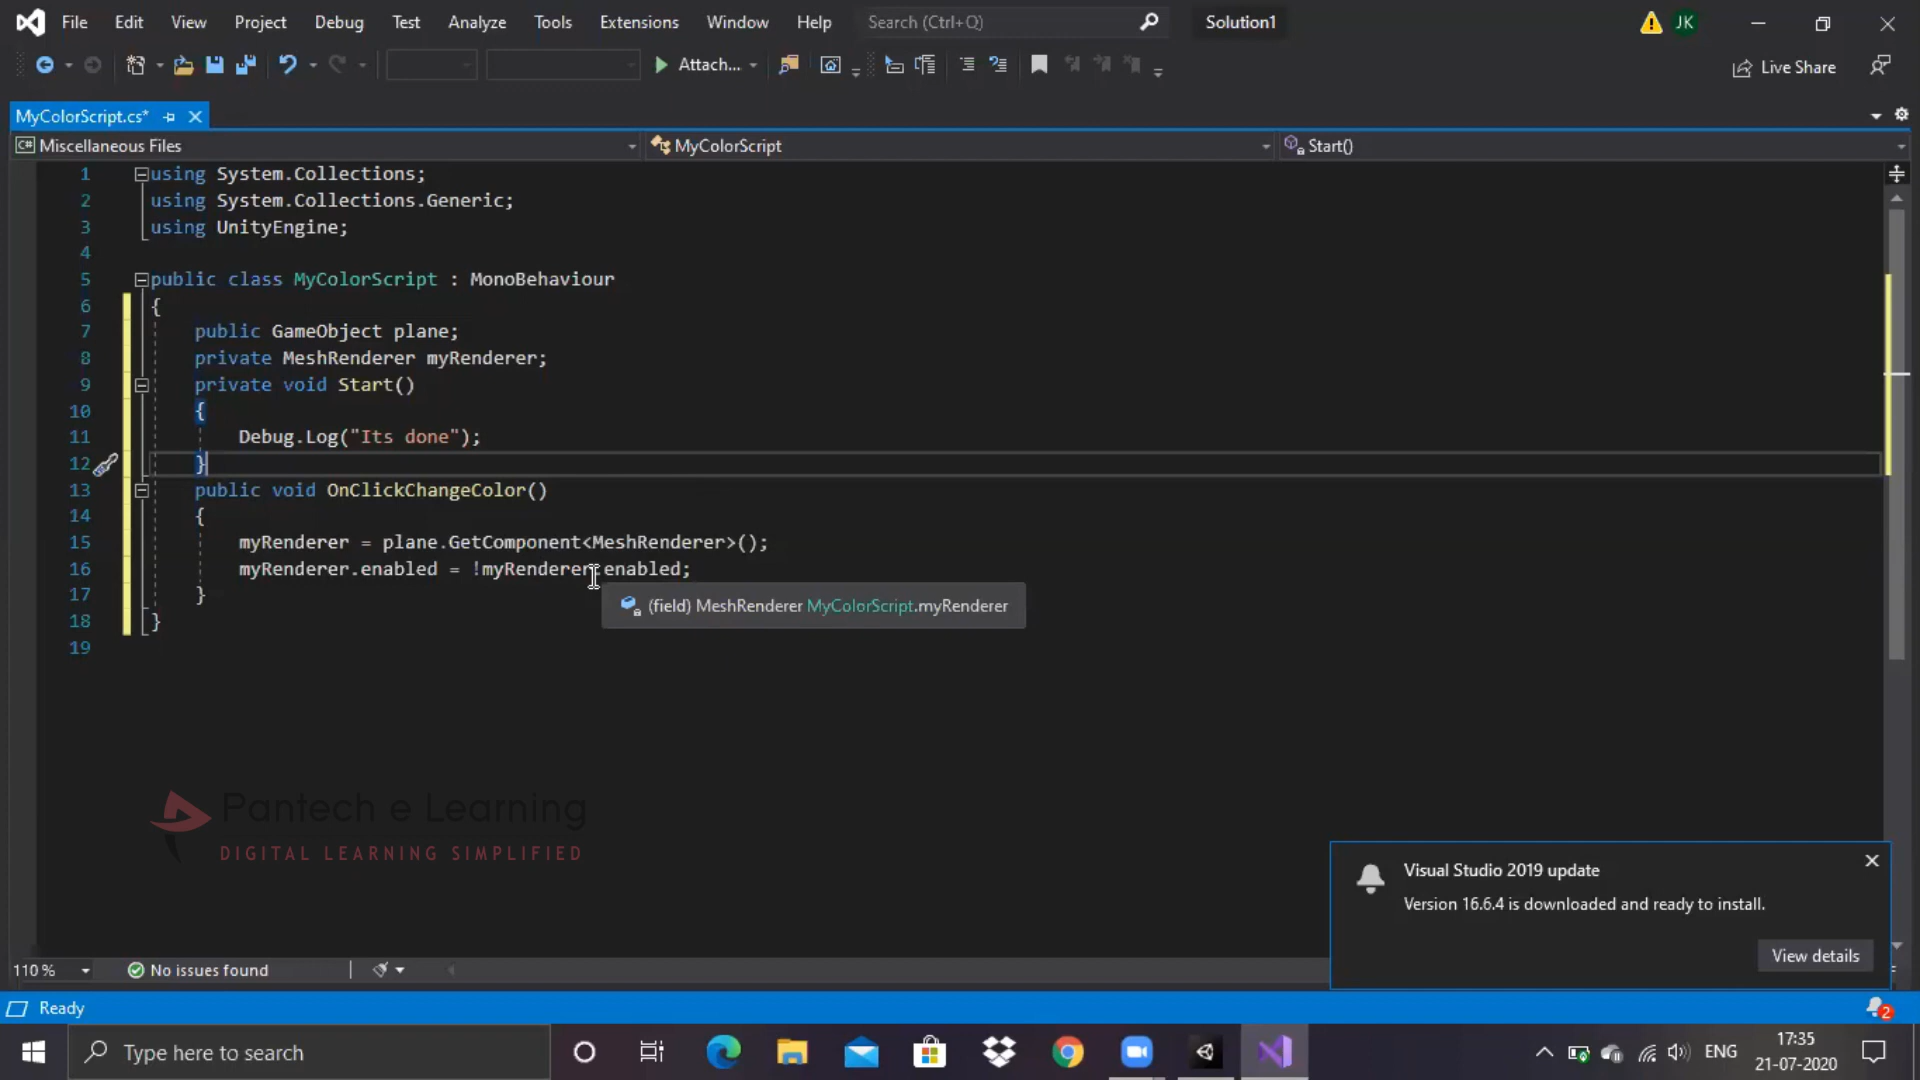 File Edit View Project Debug Test Analyze Tools Extensions Window Help Search (Ctrl+Q) Solution1 JK
Attach... Live Share
MyColorScript.cs*
C# Miscellaneous Files MyColorScript Start()
1 using System.Collections;
2 using System.Collections.Generic;
3 using UnityEngine;
4
5 public class MyColorScript : MonoBehaviour
6 {
7 public GameObject plane;
8 private MeshRenderer myRenderer;
9 private void Start()
10 {
11 Debug.Log("Its done");
12 }
13 public void OnClickChangeColor()
14 {
15 myRenderer = plane.GetComponent<MeshRenderer>();
16 myRenderer.enabled = !myRenderer.enabled;
17 }
(field) MeshRenderer MyColorScript.myRenderer
18 }
19
Pantech e Learning
DIGITAL LEARNING SIMPLIFIED
Visual Studio 2019 update
Version 16.6.4 is downloaded and ready to install.
View details
110 % No issues found
Ready 2
Type here to search ENG 17:35
21-07-2020